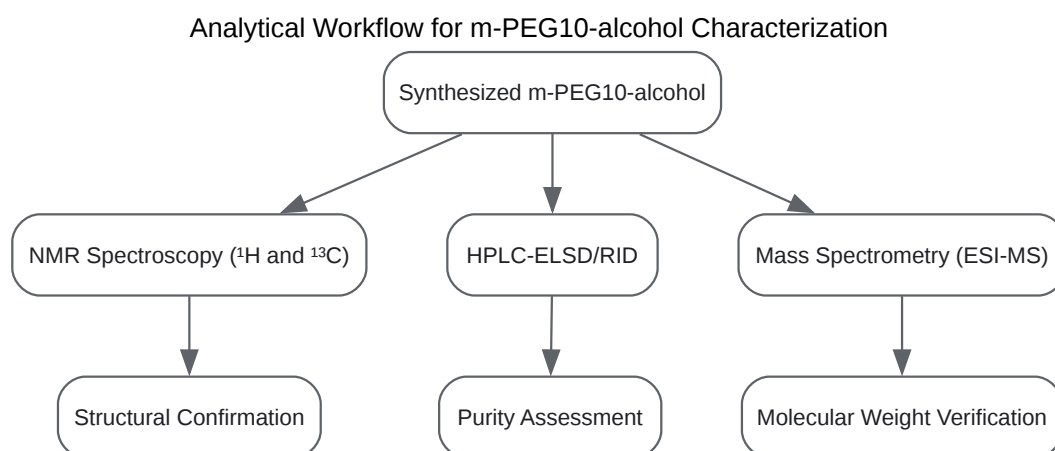 Analytical Workflow for m-PEG10-alcohol Characterization
Synthesized m-PEG10-alcohol
NMR Spectroscopy (¹H and ¹³C)
HPLC-ELSD/RID
Mass Spectrometry (ESI-MS)
Structural Confirmation
Purity Assessment
Molecular Weight Verification